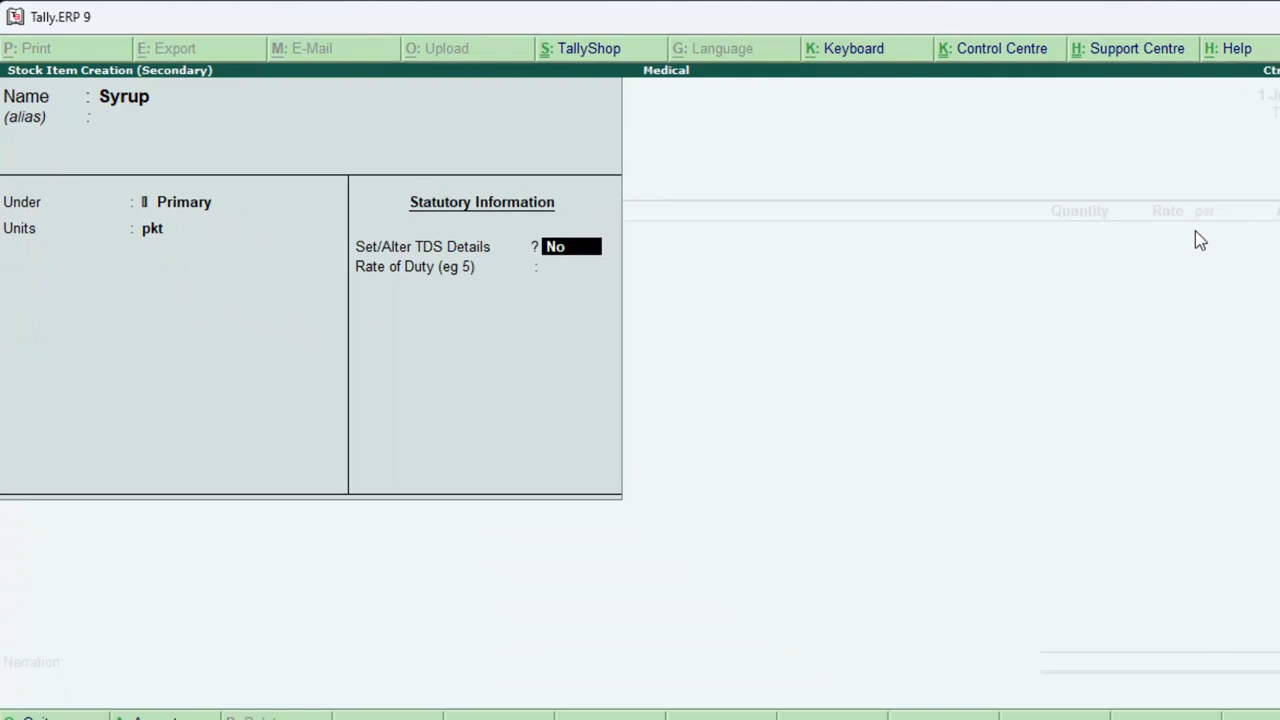 Tally.ERP 9
P: Print E: Export M: E-Mail O: Upload S: TallyShop G: Language K: Keyboard K: Control Centre H: Support Centre H: Help
Stock Item Creation (Secondary) Medical
Name : Syrup
(alias) :
Under : Primary
Units : pkt
Statutory Information
Set/Alter TDS Details ? No
Rate of Duty (eg 5) :
Quantity Rate per
Narration